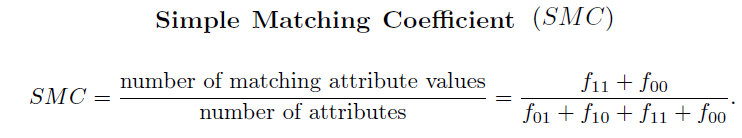 Simple Matching Coefficient (SMC)
SMC = number of matching attribute values / number of attributes = f₁₁ + f₀₀ / f₀₁ + f₁₀ + f₁₁ + f₀₀.